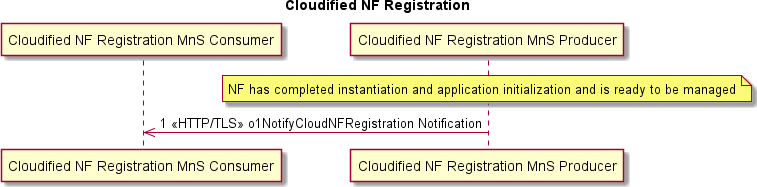 Cloudified NF Registration
Cloudified NF Registration MnS Consumer
Cloudified NF Registration MnS Producer
NF has completed instantiation and application initialization and is ready to be managed
1 «HTTP/TLS» o1NotifyCloudNFRegistration Notification
Cloudified NF Registration MnS Consumer
Cloudified NF Registration MnS Producer